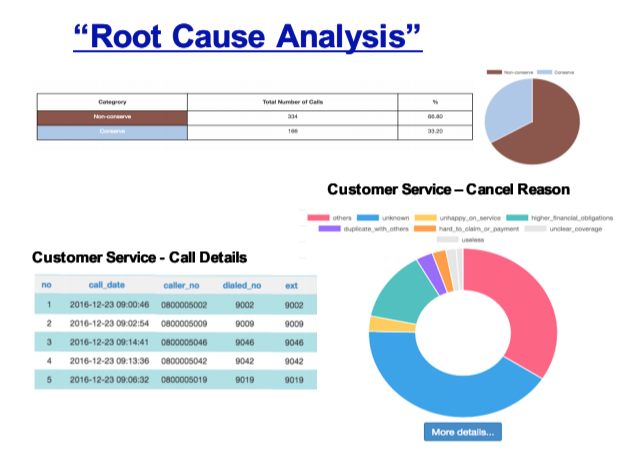 “Root Cause Analysis”
Non-conserve Conserve
Categrory Total Number of Calls %
Non-conserve 334 66.80
Conserve 166 33.20
Customer Service – Cancel Reason
others unknown unhappy_on_service higher_financial_obligations
duplicate_with_others hard_to_claim_or_payment unclear_coverage
useless
Customer Service - Call Details
no call_date caller_no dialed_no ext
1 2016-12-23 09:00:46 0800005002 9002 9002
2 2016-12-23 09:02:54 0800005009 9009 9009
3 2016-12-23 09:14:41 0800005046 9046 9046
4 2016-12-23 09:13:36 0800005042 9042 9042
5 2016-12-23 09:06:32 0800005019 9019 9019
More details...